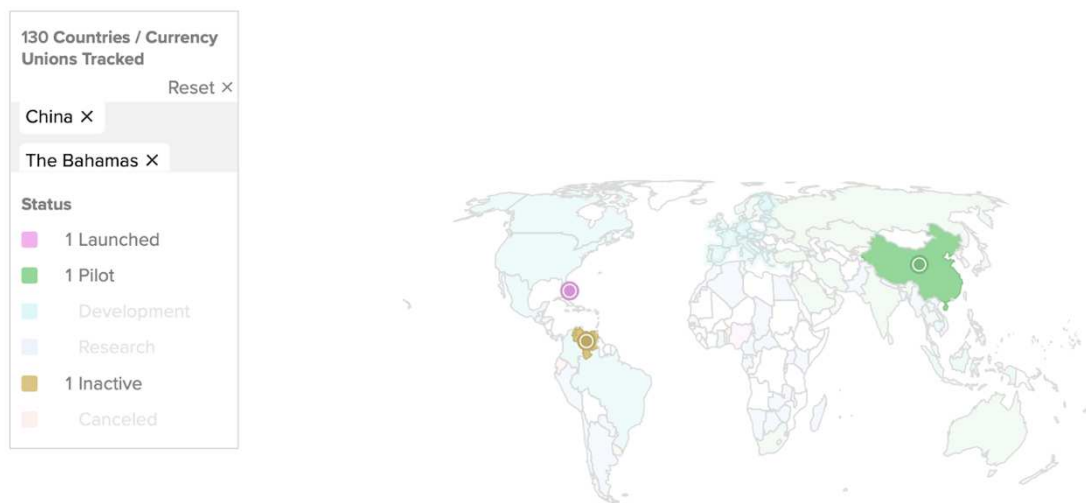 130 Countries / Currency
Unions Tracked
Reset ×
China ×
The Bahamas ×
Status
1 Launched
1 Pilot
Development
Research
1 Inactive
Canceled